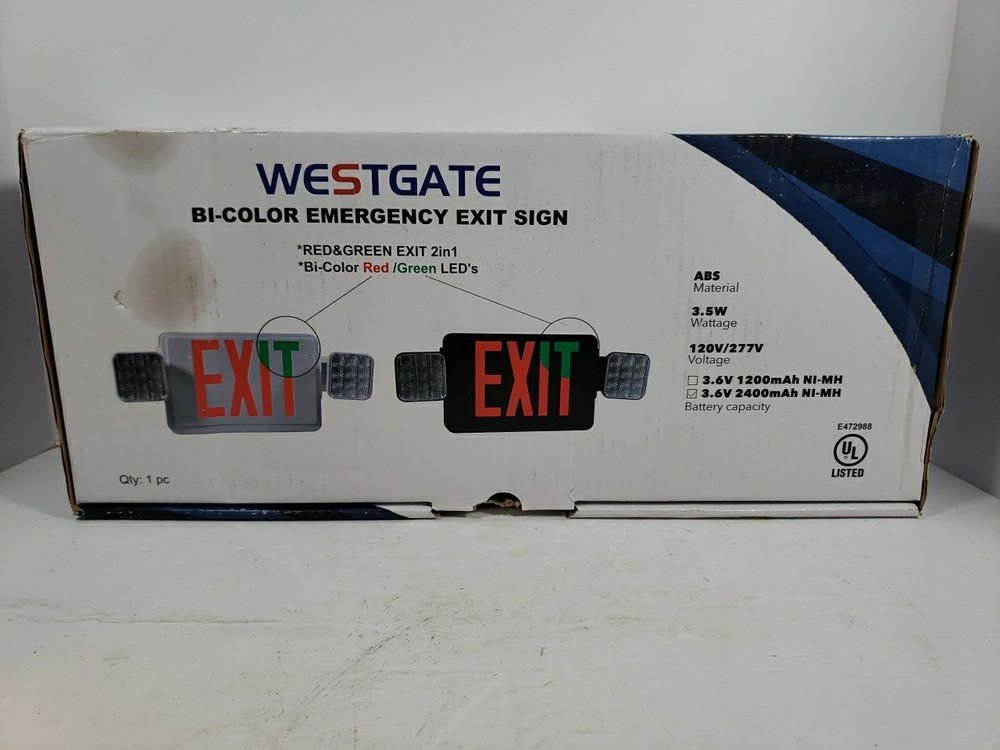 WESTGATE
BI-COLOR EMERGENCY EXIT SIGN
*RED&GREEN EXIT 2in1
*Bi-Color Red /Green LED's
EXIT
EXIT
ABS
Material
3.5W
Wattage
120V/277V
Voltage
3.6V 1200mAh NI-MH
3.6V 2400mAh NI-MH
Battery capacity
E472988
UL
LISTED
Qty: 1 pc